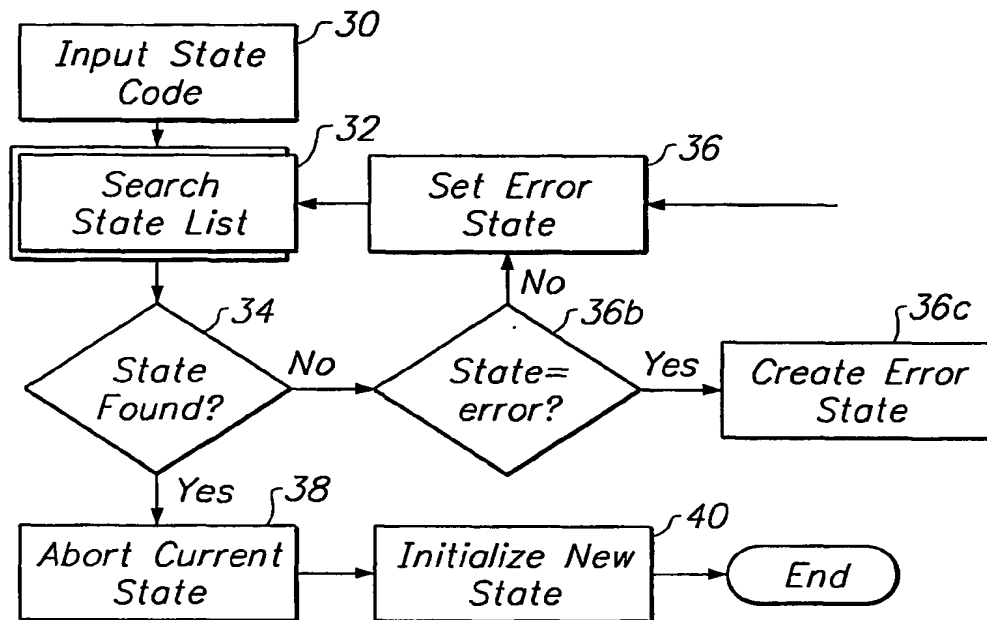 30
Input State
Code
32
Search
State List
36
Set Error
State
No
34
State
Found?
No
36b
State=
error?
Yes
36c
Create Error
State
Yes
38
Abort Current
State
40
Initialize New
State
End